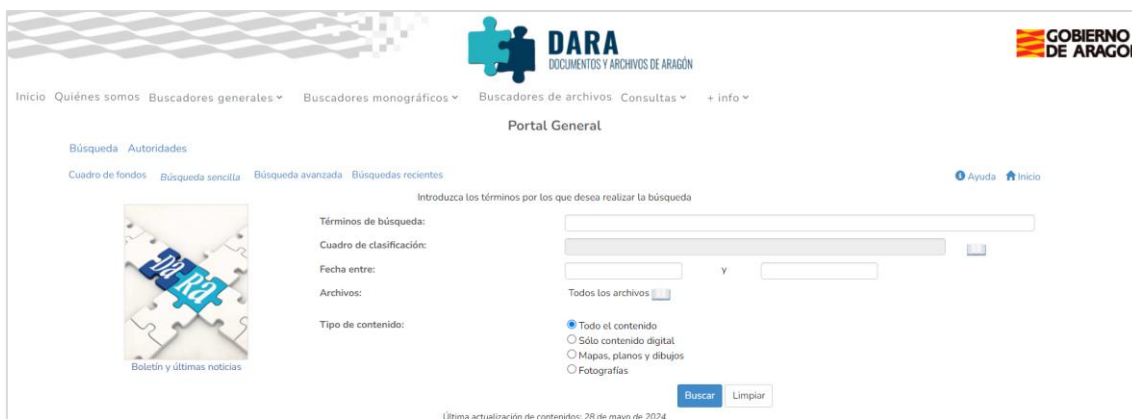 DARA
DOCUMENTOS Y ARCHIVOS DE ARAGÓN
GOBIERNO
DE ARAGON
Inicio Quiénes somos Buscadores generales Buscadores monográficos Buscadores de archivos Consultas + info
Portal General
Búsqueda Autoridades
Cuadro de fondos Búsqueda sencilla Búsqueda avanzada Búsquedas recientes Ayuda Inicio
Introduzca los términos por los que desea realizar la búsqueda
Términos de búsqueda:
Cuadro de clasificación:
Fecha entre: y
Archivos: Todos los archivos
Tipo de contenido: Todo el contenido
Sólo contenido digital
Mapas, planos y dibujos
Fotografías
DaRa
Boletín y últimas noticias
Buscar Limpiar
Última actualización de contenidos: 28 de mayo de 2024